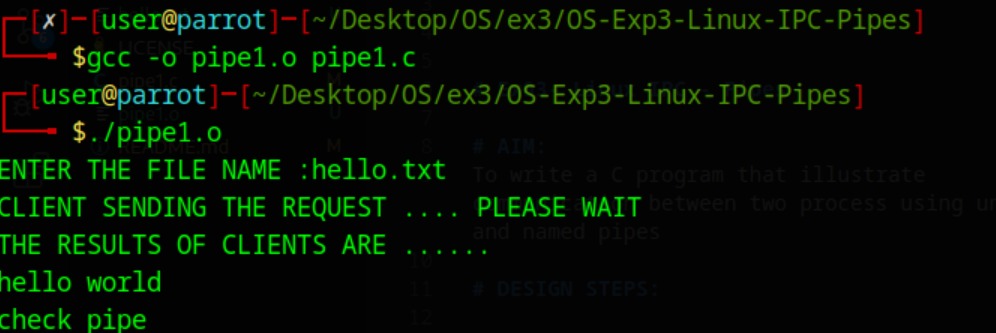 [✗]─[user@parrot]─[~/Desktop/OS/ex3/OS-Exp3-Linux-IPC-Pipes]
$gcc -o pipe1.o pipe1.c
[user@parrot]─[~/Desktop/OS/ex3/OS-Exp3-Linux-IPC-Pipes]
$./pipe1.o
ENTER THE FILE NAME :hello.txt
CLIENT SENDING THE REQUEST .... PLEASE WAIT
THE RESULTS OF CLIENTS ARE ......
hello world
check pipe
# AIM:
To write a C program that illustrate
between two process using
and named pipes
11 # DESIGN STEPS:
12